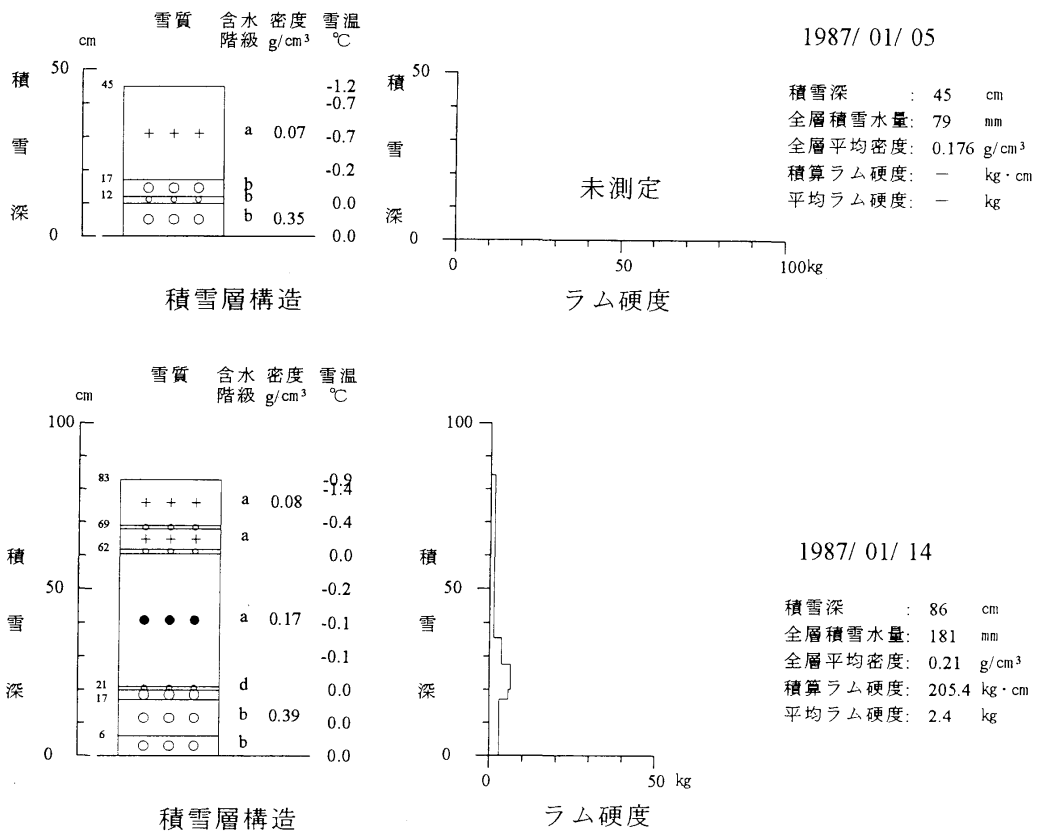 雪質 含水 密度 雪温
階級 g/cm³ ℃
cm
50
45
積
雪
深
17
12
0
a 0.07
b
b
b 0.35
-1.2
-0.7
-0.7
-0.2
0.0
0.0
積雪層構造
50
積
雪
深
0
未測定
0 50 100kg
ラム硬度
1987/ 01/ 05
積雪深 : 45 cm
全層積雪水量: 79 mm
全層平均密度: 0.176 g/cm³
積算ラム硬度: － kg·cm
平均ラム硬度: － kg
雪質 含水 密度 雪温
階級 g/cm³ ℃
cm
100
83
69
62
積
50
雪
深
21
17
6
0
a 0.08
a
a 0.17
d
b 0.39
b
-0.9
-1.4
-0.4
0.0
-0.2
-0.1
-0.1
0.0
0.0
0.0
積雪層構造
100
積
50
雪
深
0
0 50 kg
ラム硬度
1987/ 01/ 14
積雪深 : 86 cm
全層積雪水量: 181 mm
全層平均密度: 0.21 g/cm³
積算ラム硬度: 205.4 kg·cm
平均ラム硬度: 2.4 kg